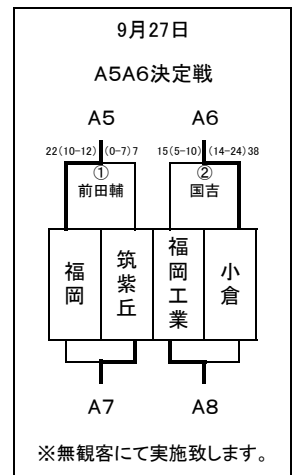 9月27日
A5A6決定戦
A5 A6
22(10-12) (0-7)7 15(5-10) (14-24)38
① ②
前田輔 国吉
福岡 筑紫丘 福岡工業 小倉
A7 A8
※無観客にて実施致します。